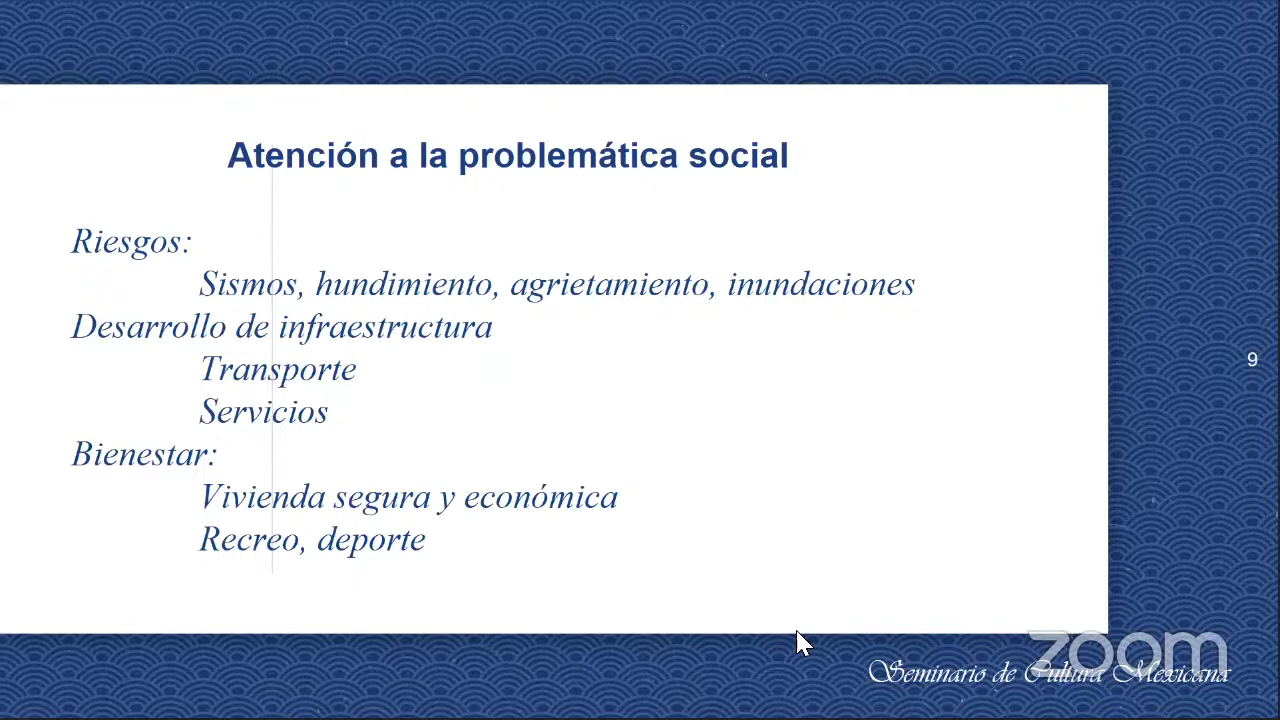 Atención a la problemática social
Riesgos:
Sismos, hundimiento, agrietamiento, inundaciones
Desarrollo de infraestructura
Transporte
Servicios
Bienestar:
Vivienda segura y económica
Recreo, deporte
9
zoom
Seminario de Cultura Mexicana